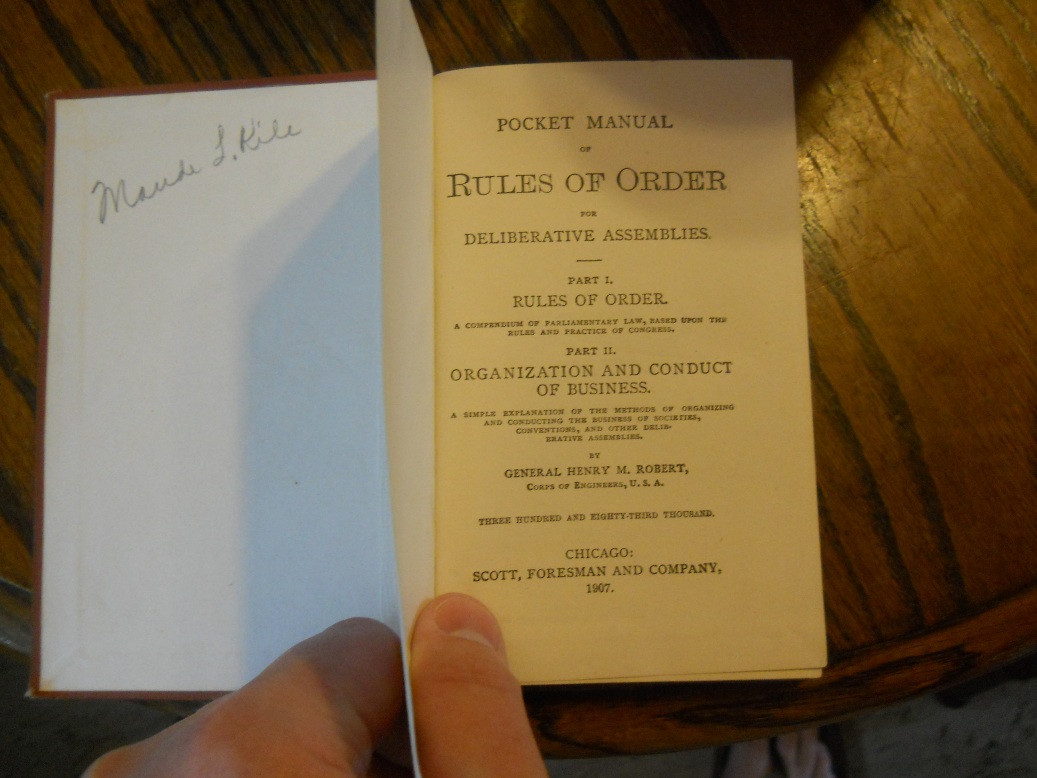 Maude L. Kile
POCKET MANUAL
OF
RULES OF ORDER
FOR
DELIBERATIVE ASSEMBLIES.
PART I.
RULES OF ORDER.
A COMPENDIUM OF PARLIAMENTARY LAW, BASED UPON THE
RULES AND PRACTICE OF CONGRESS.
PART II.
ORGANIZATION AND CONDUCT
OF BUSINESS.
A SIMPLE EXPLANATION OF THE METHODS OF ORGANIZING
AND CONDUCTING THE BUSINESS OF SOCIETIES,
CONVENTIONS, AND OTHER DELIB-
ERATIVE ASSEMBLIES.
BY
GENERAL HENRY M. ROBERT,
CORPS OF ENGINEERS, U. S. A.
THREE HUNDRED AND EIGHTY-THIRD THOUSAND.
CHICAGO:
SCOTT, FORESMAN AND COMPANY,
1907.